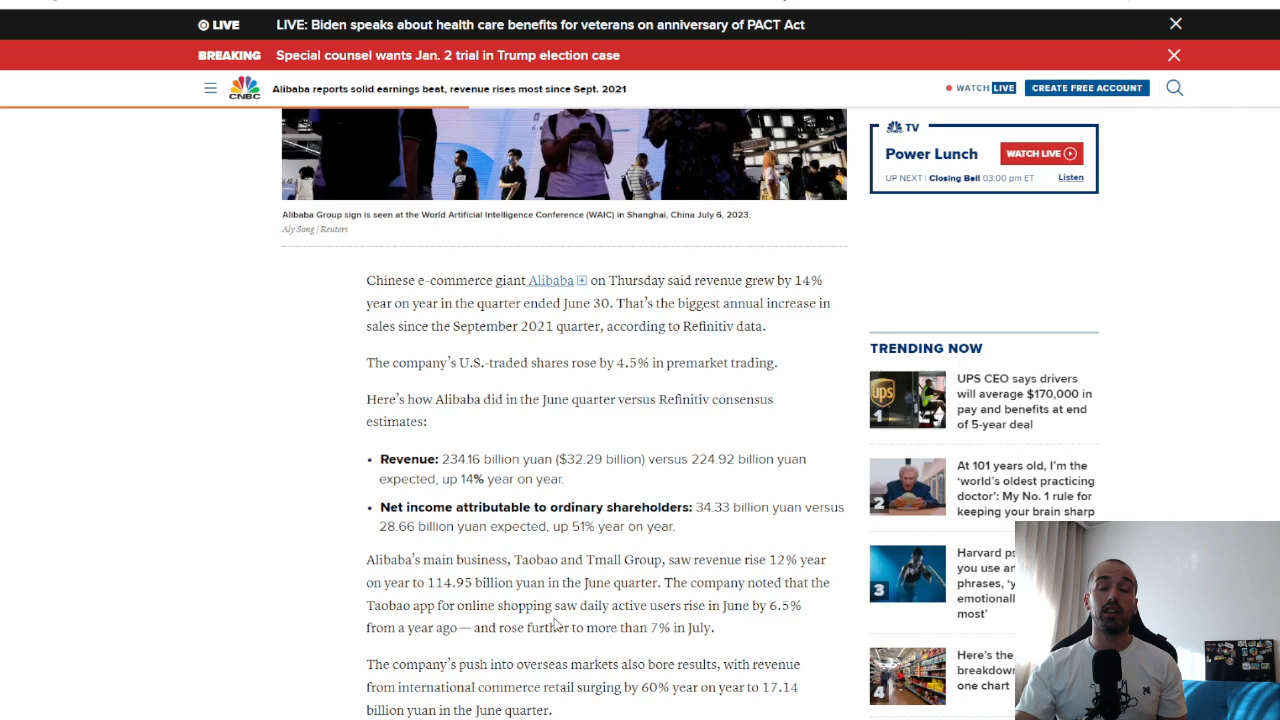 LIVE
LIVE: Biden speaks about health care benefits for veterans on anniversary of PACT Act
BREAKING
Special counsel wants Jan. 2 trial in Trump election case
CNBC
Alibaba reports solid earnings beat, revenue rises most since Sept. 2021
WATCH LIVE
CREATE FREE ACCOUNT
Alibaba Group sign is seen at the World Artificial Intelligence Conference (WAIC) in Shanghai, China July 6, 2023.
Aly Song | Reuters
Chinese e-commerce giant Alibaba on Thursday said revenue grew by 14%
year on year in the quarter ended June 30. That's the biggest annual increase in
sales since the September 2021 quarter, according to Refinitiv data.
The company's U.S.-traded shares rose by 4.5% in premarket trading.
Here's how Alibaba did in the June quarter versus Refinitiv consensus
estimates:
• Revenue: 234.16 billion yuan ($32.29 billion) versus 224.92 billion yuan
expected, up 14% year on year.
• Net income attributable to ordinary shareholders: 34.33 billion yuan versus
28.66 billion yuan expected, up 51% year on year.
Alibaba's main business, Taobao and Tmall Group, saw revenue rise 12% year
on year to 114.95 billion yuan in the June quarter. The company noted that the
Taobao app for online shopping saw daily active users rise in June by 6.5%
from a year ago — and rose further to more than 7% in July.
The company's push into overseas markets also bore results, with revenue
from international commerce retail surging by 60% year on year to 17.14
billion yuan in the June quarter.
TV
Power Lunch
WATCH LIVE
UP NEXT | Closing Bell 03:00 pm ET
Listen
TRENDING NOW
1
UPS
UPS CEO says drivers
will average $170,000 in
pay and benefits at end
of 5-year deal
2
At 101 years old, I'm the
'world's oldest practicing
doctor': My No. 1 rule for
keeping your brain sharp
3
Harvard
you use
phrases,
emotionall
most'
4
Here's the
breakdown
one chart